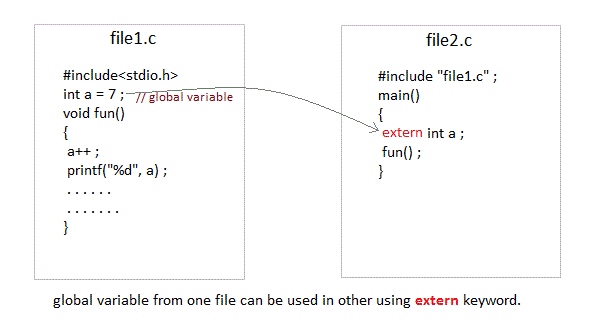 file1.c
#include<stdio.h>
int a = 7 ; // global variable
void fun()
{
a++ ;
printf("%d", a) ;
. . . . . .
. . . . . . .
}
file2.c
#include "file1.c" ;
main()
{
extern int a ;
fun() ;
}
global variable from one file can be used in other using extern keyword.